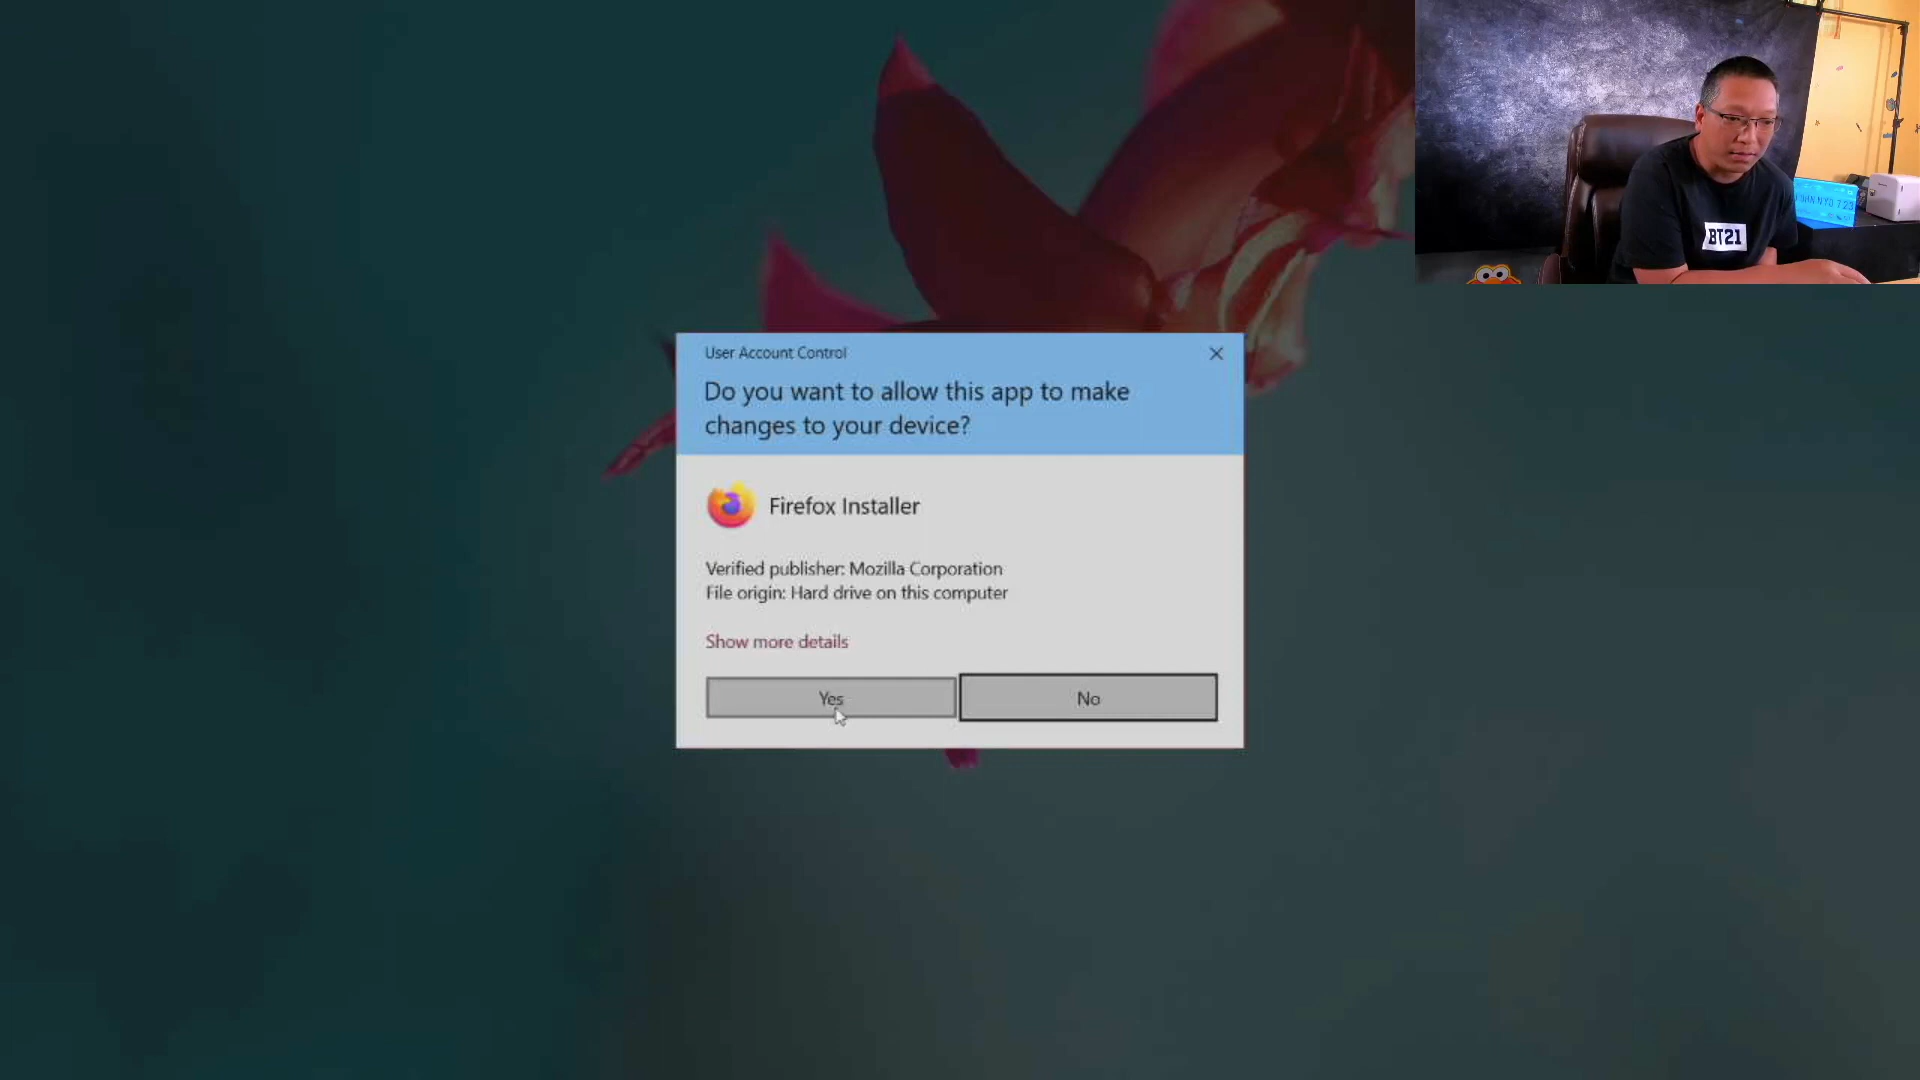 BT21
User Account Control
Do you want to allow this app to make
changes to your device?
Firefox Installer
Verified publisher: Mozilla Corporation
File origin: Hard drive on this computer
Show more details
Yes
No